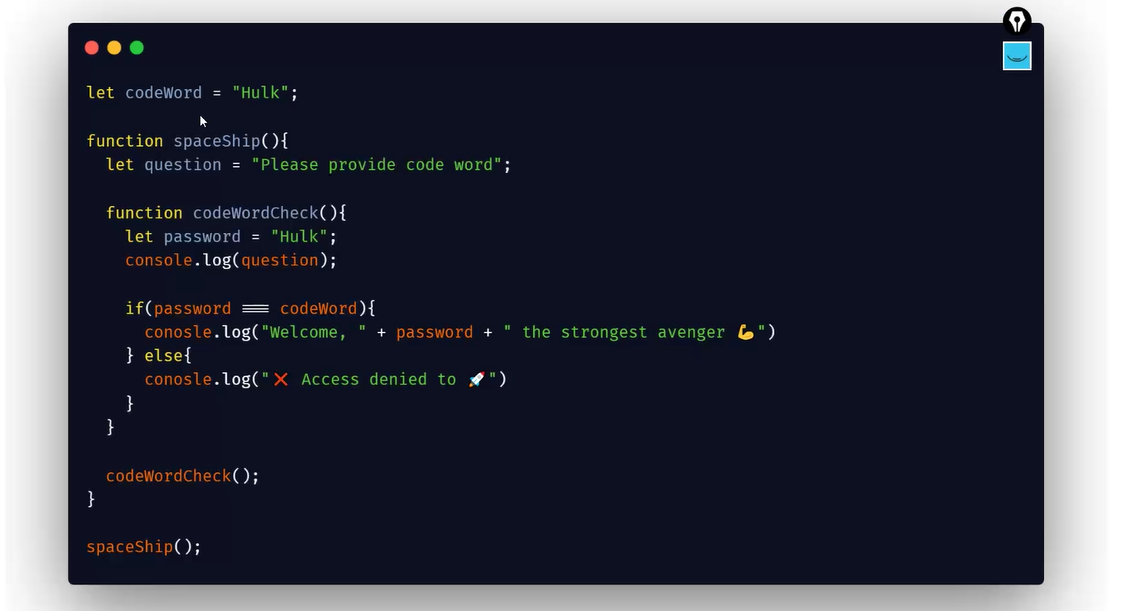 let codeWord = "Hulk";
function spaceShip(){
let question = "Please provide code word";
function codeWordCheck(){
let password = "Hulk";
console.log(question);
if(password === codeWord){
conosle.log("Welcome, " + password + " the strongest avenger 💪")
} else{
conosle.log("❌ Access denied to 🚀")
}
}
codeWordCheck();
}
spaceShip();